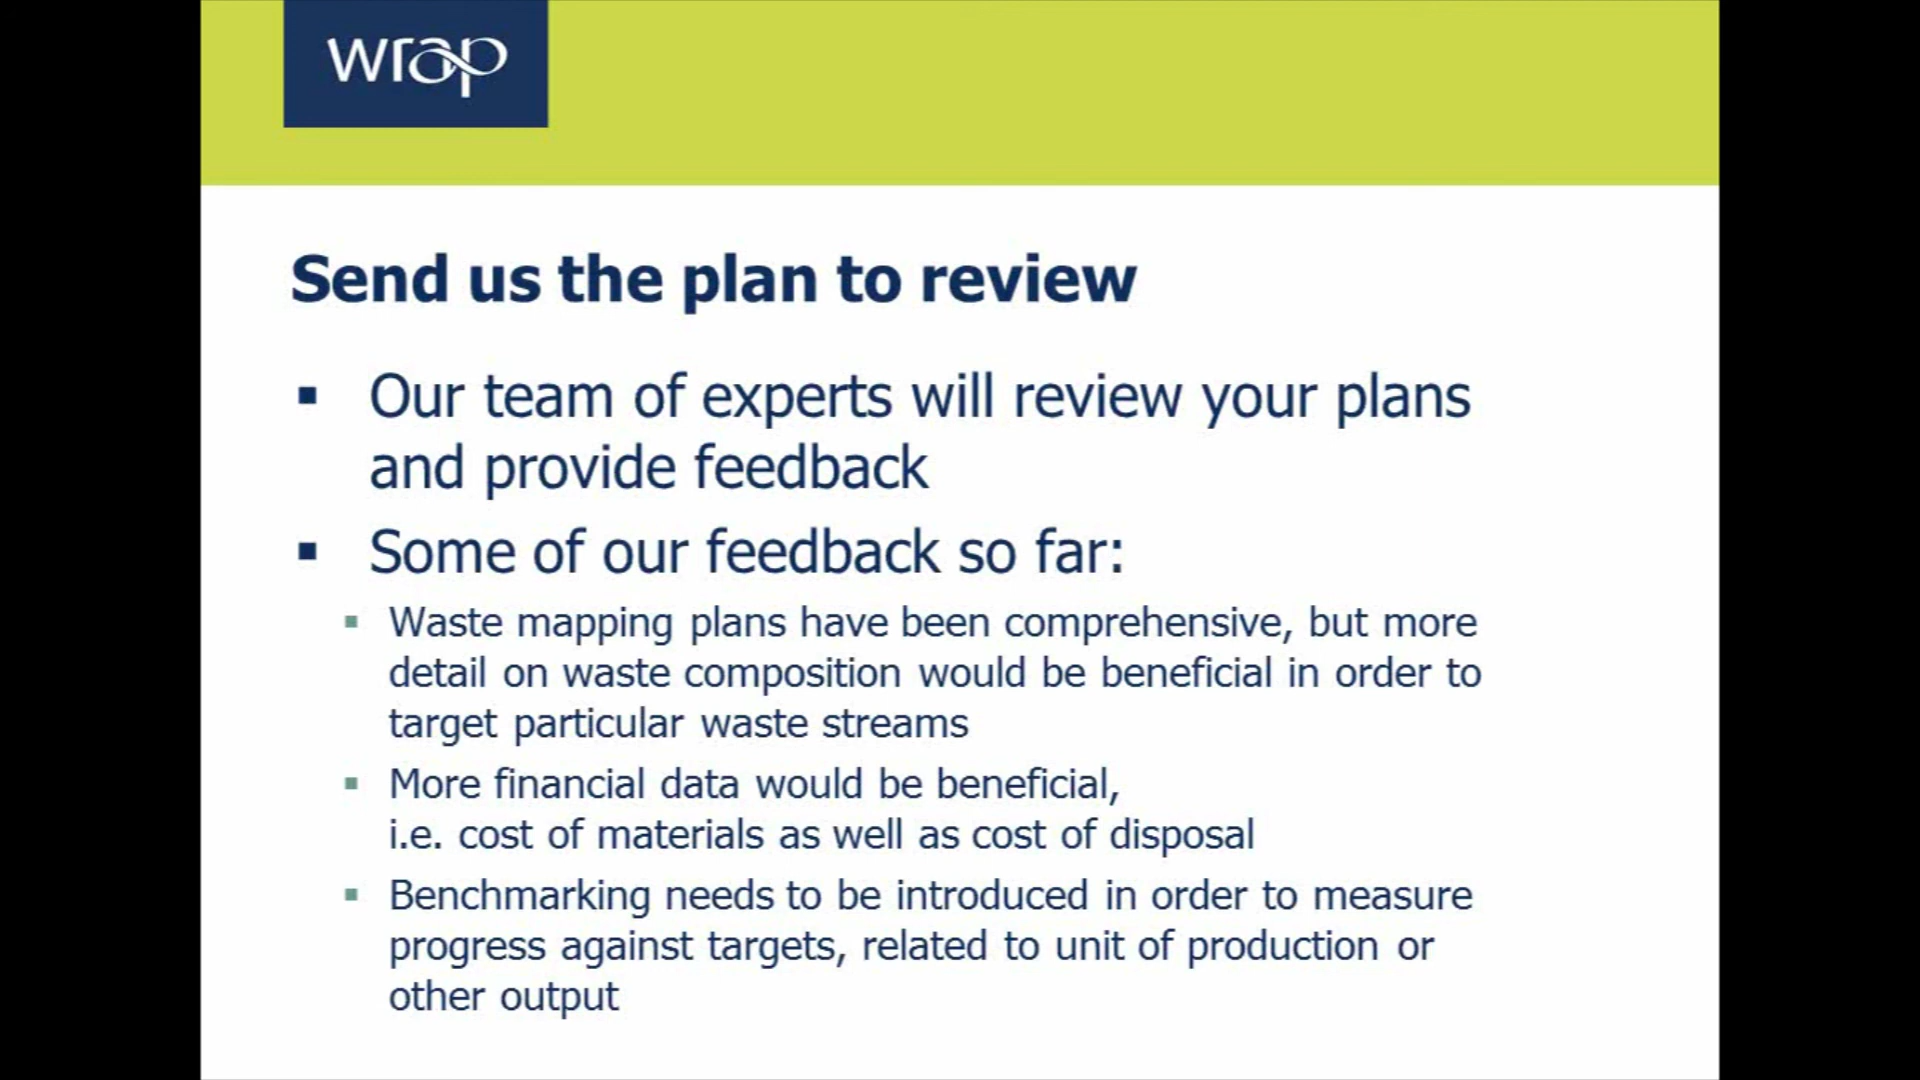 wrap
Send us the plan to review
▪ Our team of experts will review your plans
and provide feedback
▪ Some of our feedback so far:
▪ Waste mapping plans have been comprehensive, but more
detail on waste composition would be beneficial in order to
target particular waste streams
▪ More financial data would be beneficial,
i.e. cost of materials as well as cost of disposal
▪ Benchmarking needs to be introduced in order to measure
progress against targets, related to unit of production or
other output